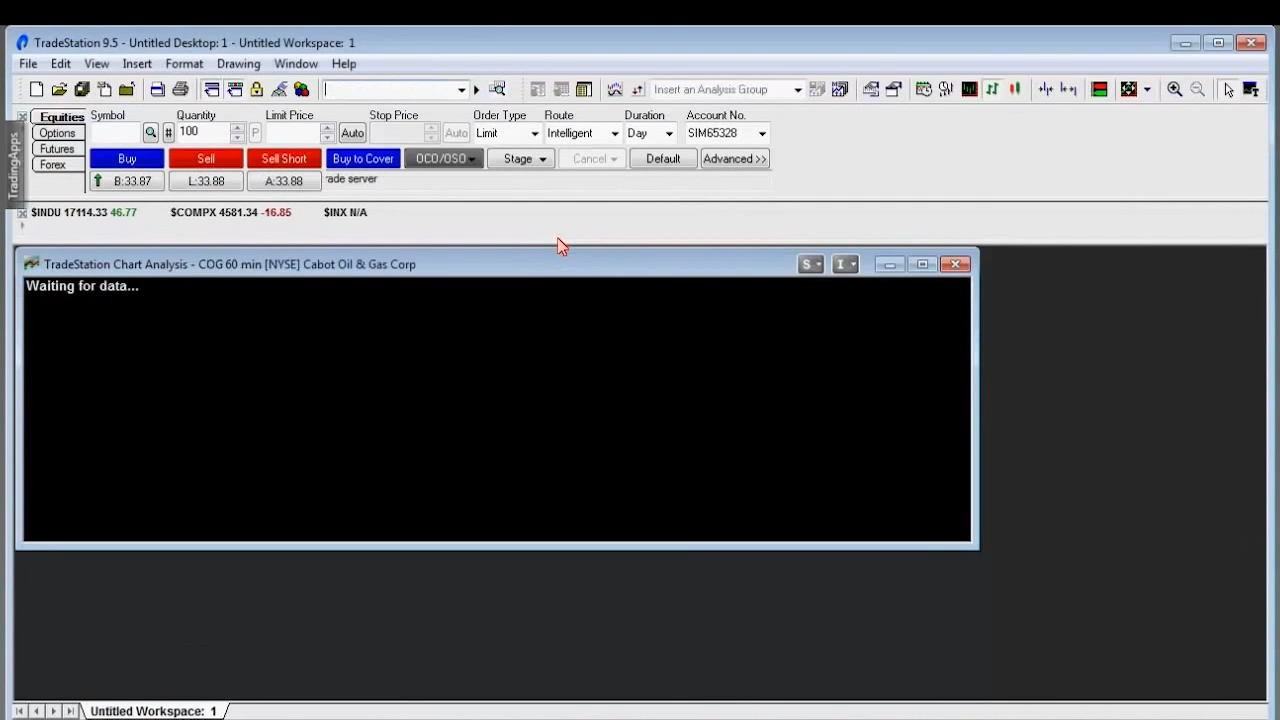 TradeStation 9.5 - Untitled Desktop: 1 - Untitled Workspace: 1
File Edit View Insert Format Drawing Window Help
Insert an Analysis Group
TradingApps
Equities Symbol Quantity Limit Price Stop Price Order Type Route Duration Account No.
Options # 100 P Auto Auto Limit Intelligent Day SIM65328
Futures Buy Sell Sell Short Buy to Cover OCO/OSO Stage Cancel Default Advanced >>
Forex B:33.87 L:33.88 A:33.88 rade server
$INDU 17114.33 46.77 $COMPX 4581.34 -16.85 $INX N/A
TradeStation Chart Analysis - COG 60 min [NYSE] Cabot Oil & Gas Corp S I
Waiting for data...
Untitled Workspace: 1